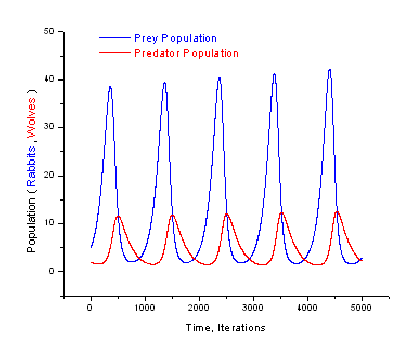 Prey Population
Predator Population
50
40
30
20
10
0
Population ( Rabbits , Wolves )
0 1000 2000 3000 4000 5000
Time, Iterations